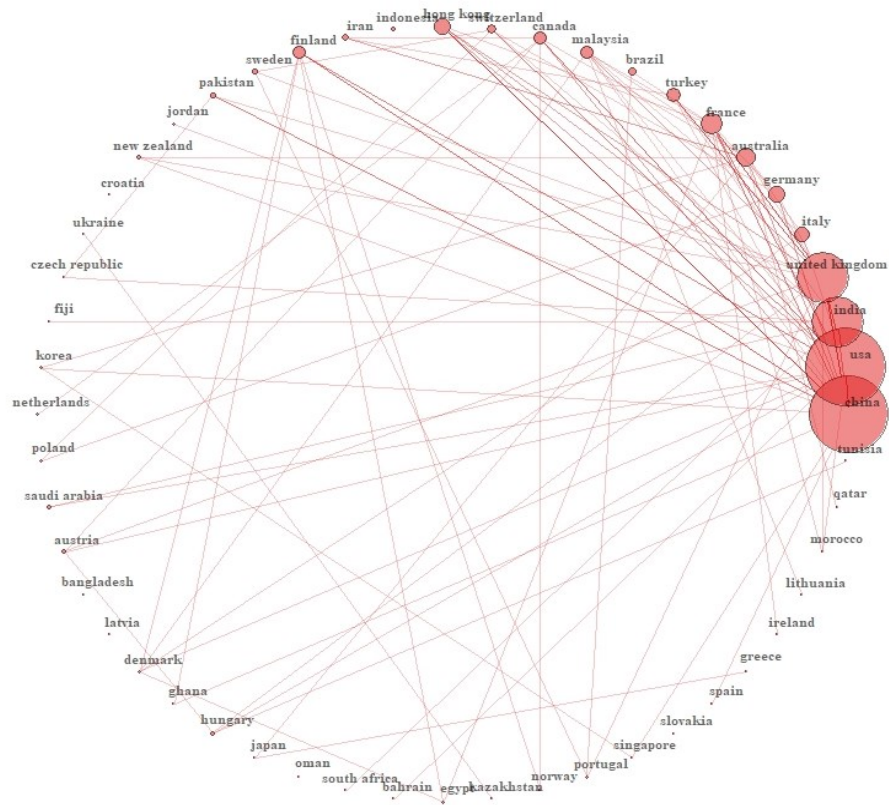 hong kong
indonesia
switzerland
iran
canada
finland
malaysia
sweden
brazil
pakistan
turkey
jordan
france
new zealand
australia
croatia
germany
ukraine
italy
czech republic
united kingdom
fiji
india
korea
usa
netherlands
china
poland
tunisia
saudi arabia
qatar
austria
morocco
bangladesh
lithuania
latvia
ireland
denmark
greece
ghana
spain
hungary
slovakia
japan
singapore
oman
portugal
south africa
norway
bahrain
egypt
kazakhstan